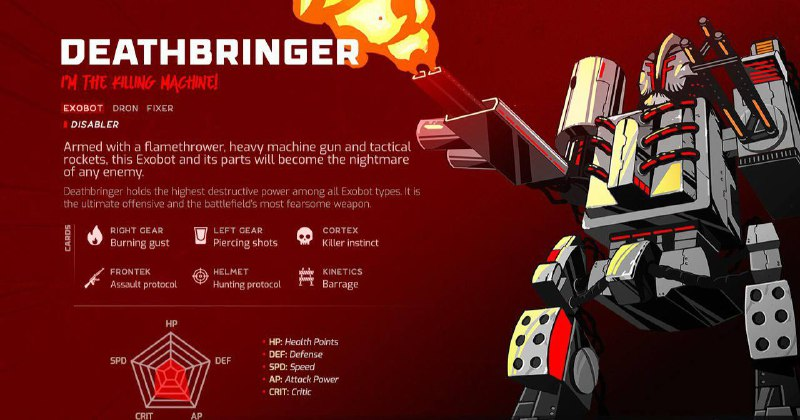 DEATHBRINGER
I'M THE KILLING MACHINE!
EXOBOT DRON FIXER
DISABLER
Armed with a flamethrower, heavy machine gun and tactical
rockets, this Exobot and its parts will become the nightmare
of any enemy.
Deathbringer holds the highest destructive power among all Exobot types. It is
the ultimate offensive and the battlefield's most fearsome weapon.
CARDS
RIGHT GEAR
Burning gust
LEFT GEAR
Piercing shots
CORTEX
Killer instinct
FRONTEK
Assault protocol
HELMET
Hunting protocol
KINETICS
Barrage
HP
SPD
DEF
CRIT
AP
HP: Health Points
DEF: Defense
SPD: Speed
AP: Attack Power
CRIT: Critic